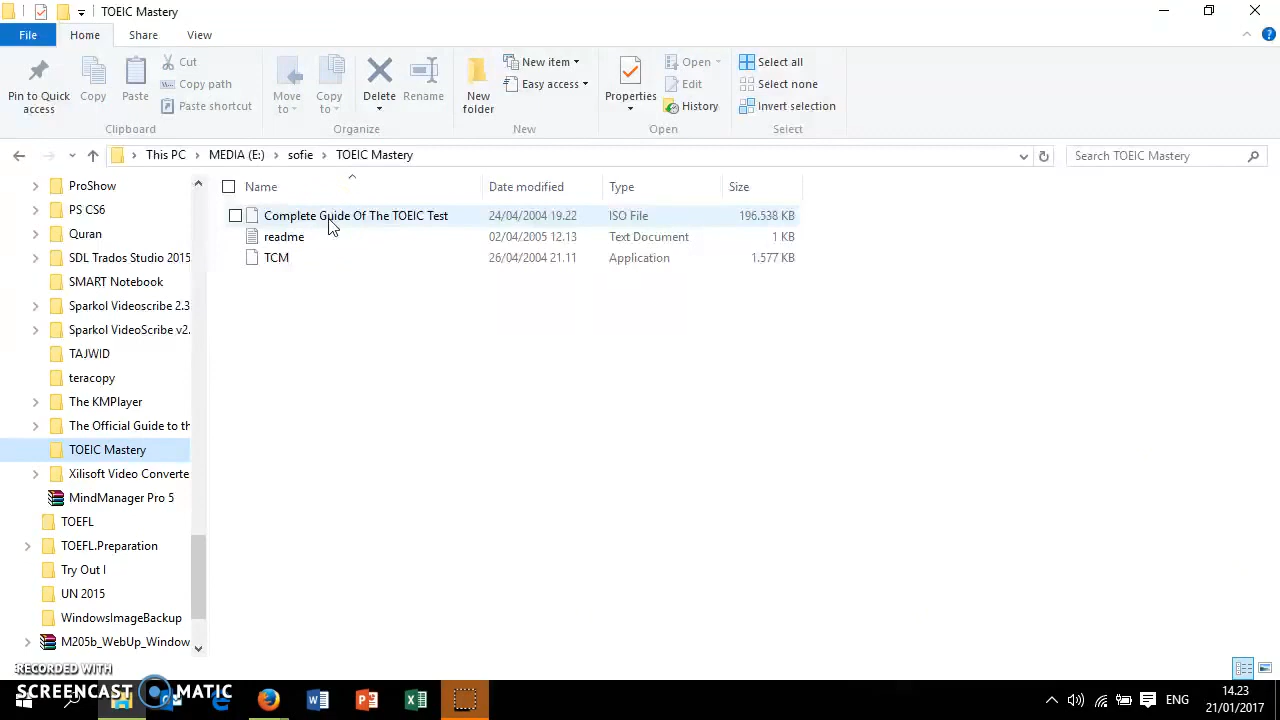 TOEIC Mastery
File Home Share View
Pin to Quick access
Copy
Paste
Cut
Copy path
Paste shortcut
Move to
Copy to
Delete
Rename
New folder
New item
Easy access
Properties
Open
Edit
History
Select all
Select none
Invert selection
Clipboard Organize New Open Select
This PC MEDIA (E:) sofie TOEIC Mastery
Search TOEIC Mastery
Name Date modified Type Size
Complete Guide Of The TOEIC Test 24/04/2004 19.22 ISO File 196.538 KB
readme 02/04/2005 12.13 Text Document 1 KB
TCM 26/04/2004 21.11 Application 1.577 KB
ProShow
PS CS6
Quran
SDL Trados Studio 2015
SMART Notebook
Sparkol Videoscribe 2.3
Sparkol VideoScribe v2.
TAJWID
teracopy
The KMPlayer
The Official Guide to th
TOEIC Mastery
Xilisoft Video Converte
MindManager Pro 5
TOEFL
TOEFL.Preparation
Try Out I
UN 2015
WindowsImageBackup
M205b_WebUp_Window
RECORDED WITH
SCREENCAST MATIC
ENG
14.23
21/01/2017